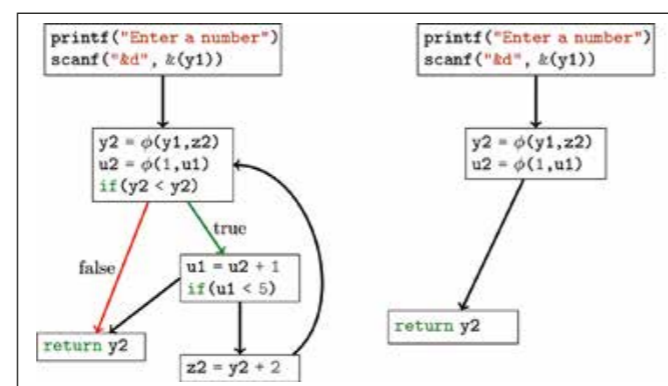 printf("Enter a number")
scanf("&d", &(y1))
y2 = ϕ(y1,z2)
u2 = ϕ(1,u1)
if(y2 < y2)
true
false
u1 = u2 + 1
if(u1 < 5)
return y2
z2 = y2 + 2
printf("Enter a number")
scanf("&d", &(y1))
y2 = ϕ(y1,z2)
u2 = ϕ(1,u1)
return y2